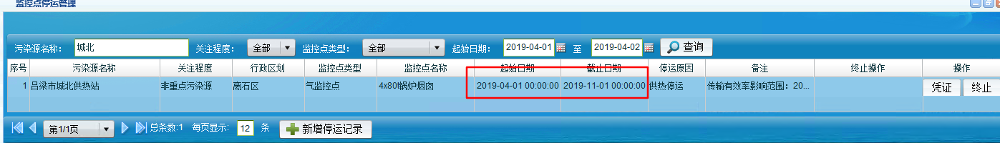 监控点停运管理
污染源名称： 城北 关注程度： 全部 监控点类型： 全部 起始日期： 2019-04-01 至 2019-04-02 查询
序号 污染源名称 关注程度 行政区划 监控点类型 监控点名称 起始日期 截止日期 停运原因 备注 终止操作 操作
1 吕梁市城北供热站 非重点污染源 离石区 气监控点 4x80t锅炉烟囱 2019-04-01 00:00:00 2019-11-01 00:00:00 供热停运 传输有效率影响范围：20... 凭证 终止
第1/1页 总条数:1 每页显示: 12 条 新增停运记录